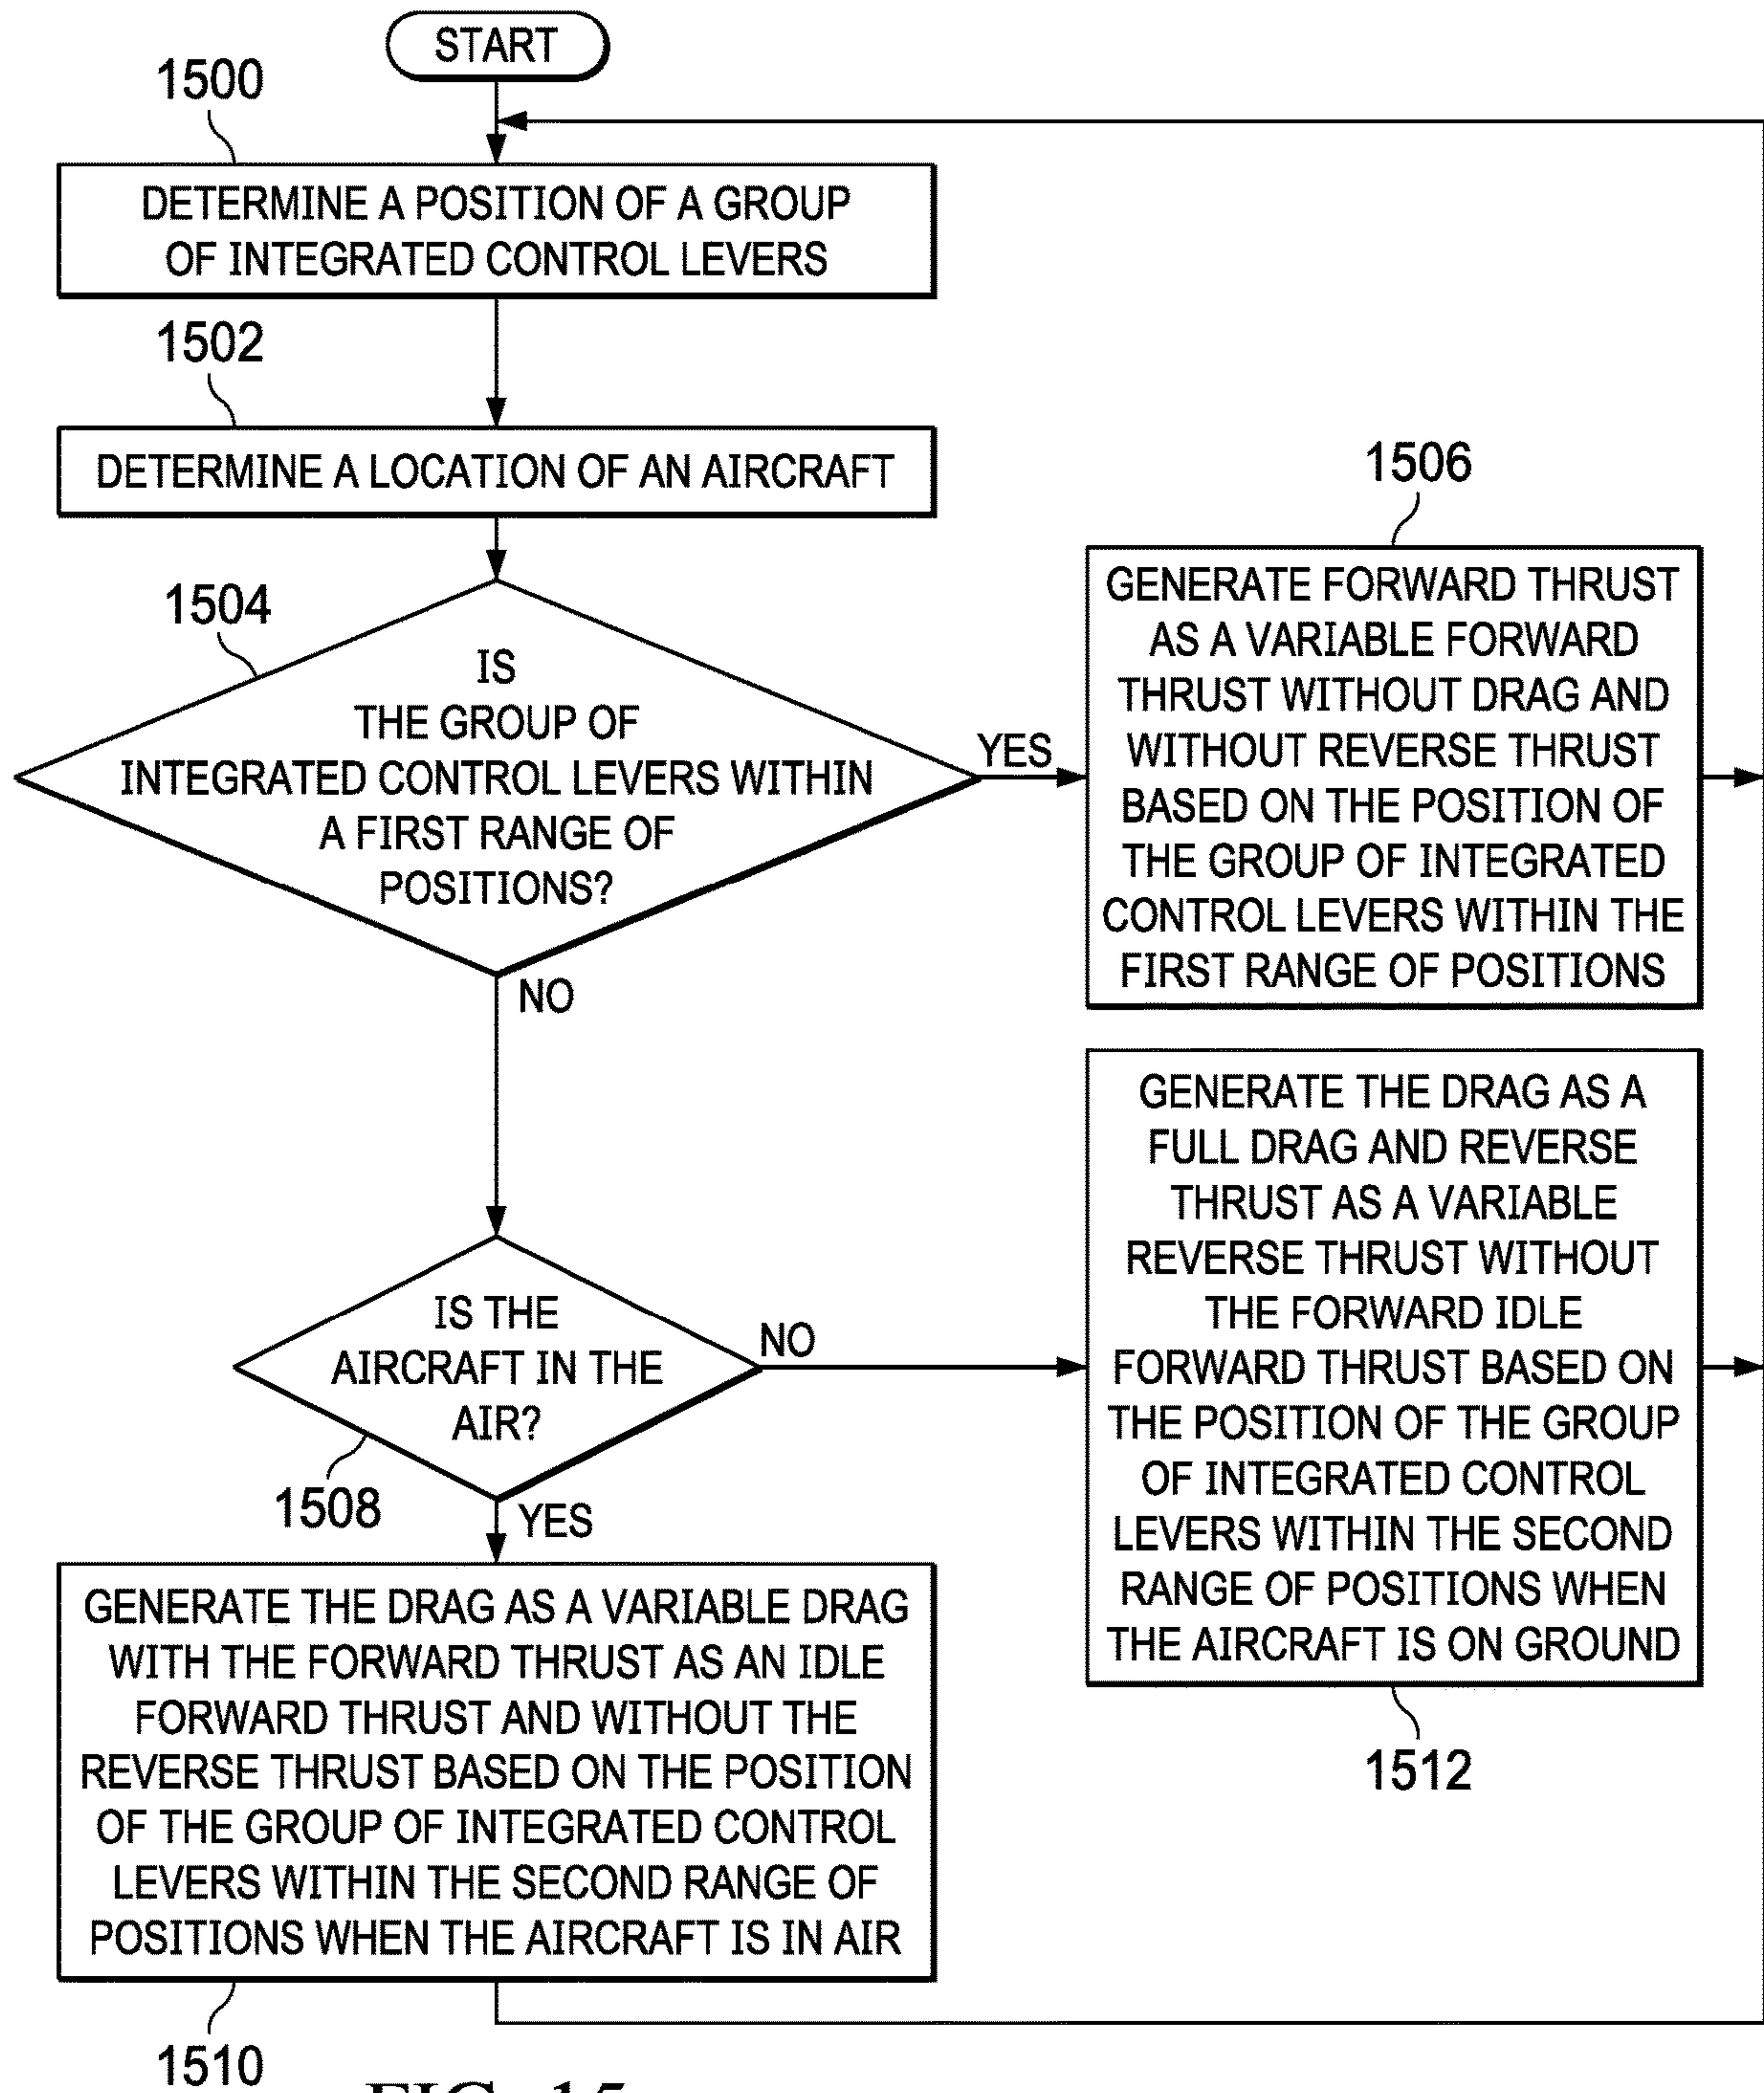 START
1500
DETERMINE A POSITION OF A GROUP
OF INTEGRATED CONTROL LEVERS
1502
DETERMINE A LOCATION OF AN AIRCRAFT
1504
IS
THE GROUP OF
INTEGRATED CONTROL LEVERS WITHIN
A FIRST RANGE OF
POSITIONS?
YES
NO
1506
GENERATE FORWARD THRUST
AS A VARIABLE FORWARD
THRUST WITHOUT DRAG AND
WITHOUT REVERSE THRUST
BASED ON THE POSITION OF
THE GROUP OF INTEGRATED
CONTROL LEVERS WITHIN THE
FIRST RANGE OF POSITIONS
IS THE
AIRCRAFT IN THE
AIR?
NO
1508
YES
GENERATE THE DRAG AS A
FULL DRAG AND REVERSE
THRUST AS A VARIABLE
REVERSE THRUST WITHOUT
THE FORWARD IDLE
FORWARD THRUST BASED ON
THE POSITION OF THE GROUP
OF INTEGRATED CONTROL
LEVERS WITHIN THE SECOND
RANGE OF POSITIONS WHEN
THE AIRCRAFT IS ON GROUND
1512
GENERATE THE DRAG AS A VARIABLE DRAG
WITH THE FORWARD THRUST AS AN IDLE
FORWARD THRUST AND WITHOUT THE
REVERSE THRUST BASED ON THE POSITION
OF THE GROUP OF INTEGRATED CONTROL
LEVERS WITHIN THE SECOND RANGE OF
POSITIONS WHEN THE AIRCRAFT IS IN AIR
1510
FIG. 15